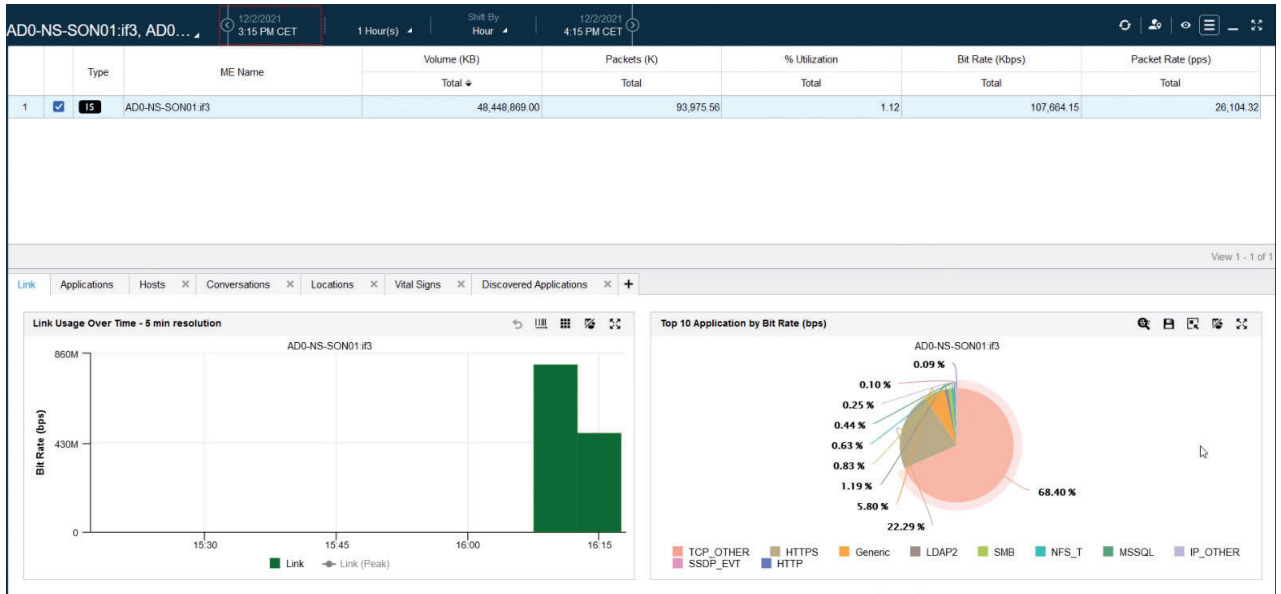 AD0-NS-SON01:if3, AD0...
12/2/2021
3:15 PM CET
1 Hour(s)
Shift By
Hour
12/2/2021
4:15 PM CET
Type ME Name Volume (KB) Packets (K) % Utilization Bit Rate (Kbps) Packet Rate (pps)
Total Total Total Total Total
1 IS AD0-NS-SON01:if3 48,448,869.00 93,975.56 1.12 107,664.15 26,104.32
View 1 - 1 of 1
Link Applications Hosts Conversations Locations Vital Signs Discovered Applications +
Link Usage Over Time - 5 min resolution
AD0-NS-SON01:if3
860M
430M
0
Bit Rate (bps)
15:30 15:45 16:00 16:15
Link Link (Peak)
Top 10 Application by Bit Rate (bps)
AD0-NS-SON01:if3
0.09 %
0.10 %
0.25 %
0.44 %
0.63 %
0.83 %
1.19 %
5.80 %
22.29 %
68.40 %
TCP_OTHER HTTPS Generic LDAP2 SMB NFS_T MSSQL IP_OTHER
SSDP_EVT HTTP